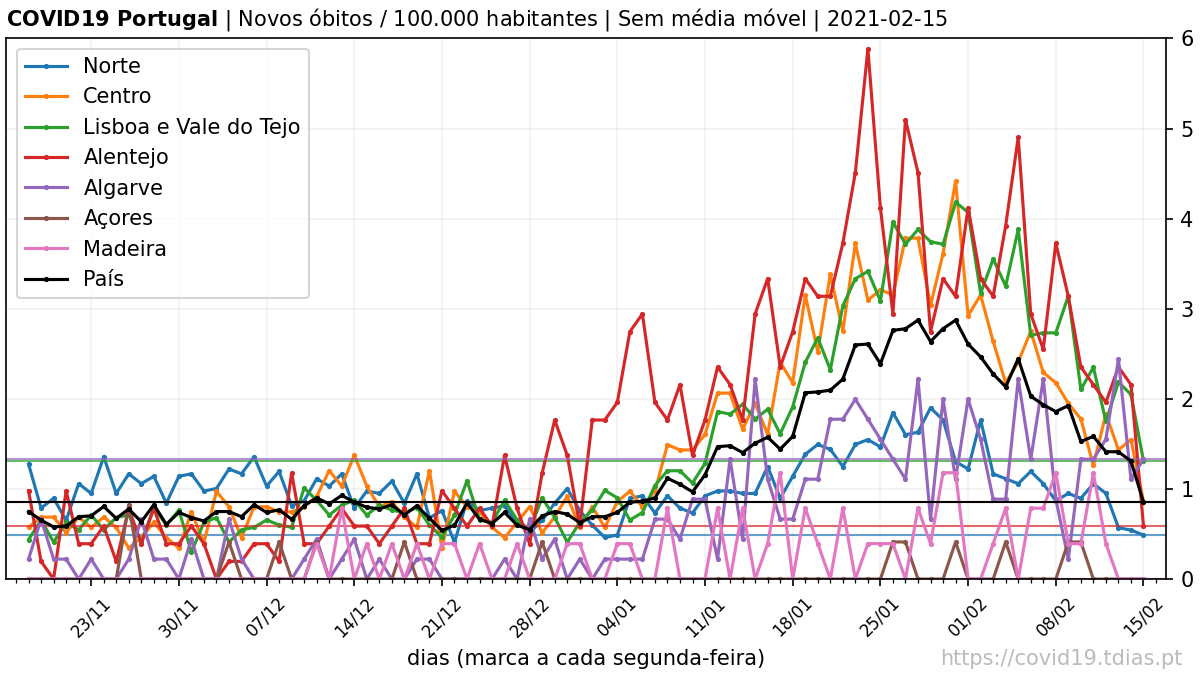 COVID19 Portugal | Novos óbitos / 100.000 habitantes | Sem média móvel | 2021-02-15
Norte
Centro
Lisboa e Vale do Tejo
Alentejo
Algarve
Açores
Madeira
País
6
5
4
3
2
1
0
23/11
30/11
07/12
14/12
21/12
28/12
04/01
11/01
18/01
25/01
01/02
08/02
15/02
dias (marca a cada segunda-feira)
https://covid19.tdias.pt